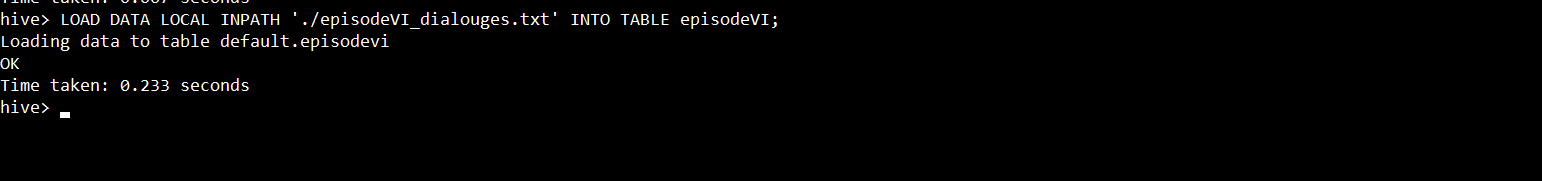 hive> LOAD DATA LOCAL INPATH './episodeVI_dialouges.txt' INTO TABLE episodeVI;
Loading data to table default.episodevi
OK
Time taken: 0.233 seconds
hive>